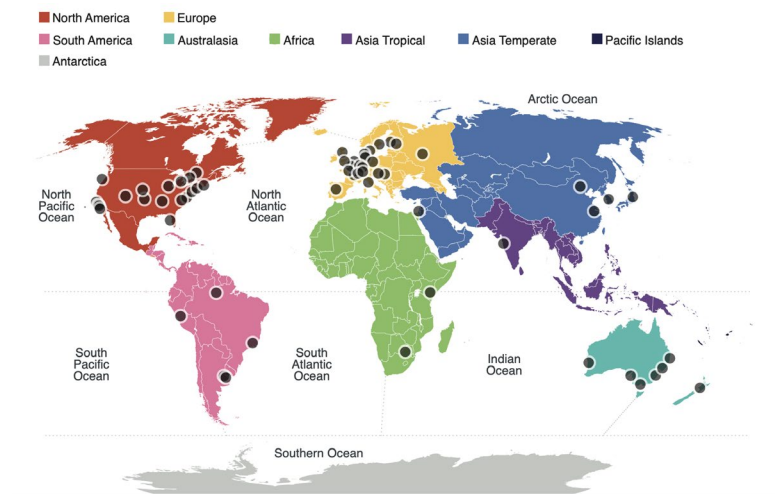 North America
Europe
South America
Australasia
Africa
Asia Tropical
Asia Temperate
Pacific Islands
Antarctica
Arctic Ocean
North
Pacific
Ocean
North
Atlantic
Ocean
South
Pacific
Ocean
South
Atlantic
Ocean
Indian
Ocean
Southern Ocean